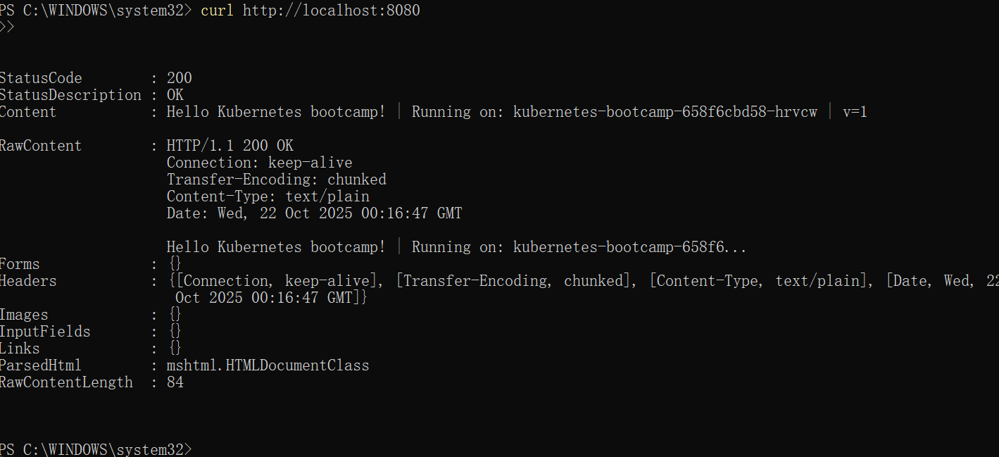 PS C:\WINDOWS\system32> curl http://localhost:8080
>>
StatusCode        : 200
StatusDescription : OK
Content           : Hello Kubernetes bootcamp! | Running on: kubernetes-bootcamp-658f6cbd58-hrvcw | v=1
RawContent        : HTTP/1.1 200 OK
                    Connection: keep-alive
                    Transfer-Encoding: chunked
                    Content-Type: text/plain
                    Date: Wed, 22 Oct 2025 00:16:47 GMT
                    Hello Kubernetes bootcamp! | Running on: kubernetes-bootcamp-658f6...
Forms             : {}
Headers           : {[Connection, keep-alive], [Transfer-Encoding, chunked], [Content-Type, text/plain], [Date, Wed, 22
                     Oct 2025 00:16:47 GMT]}
Images            : {}
InputFields       : {}
Links             : {}
ParsedHtml        : mshtml.HTMLDocumentClass
RawContentLength  : 84
PS C:\WINDOWS\system32>